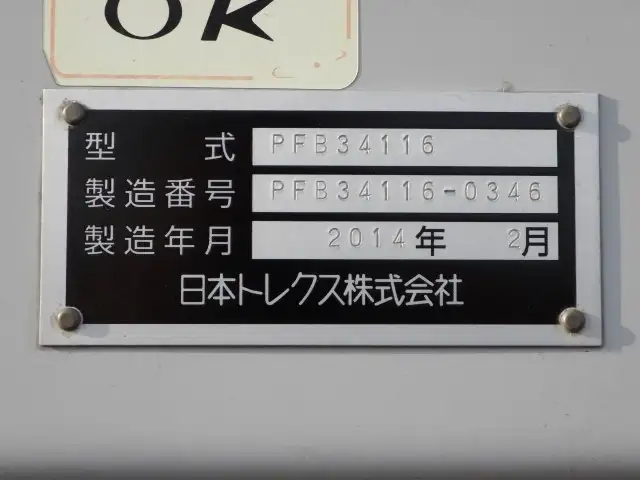 OK
型 式 PFB34116
製造番号 PFB34116-0346
製造年月 2014年 2月
日本トレクス株式会社